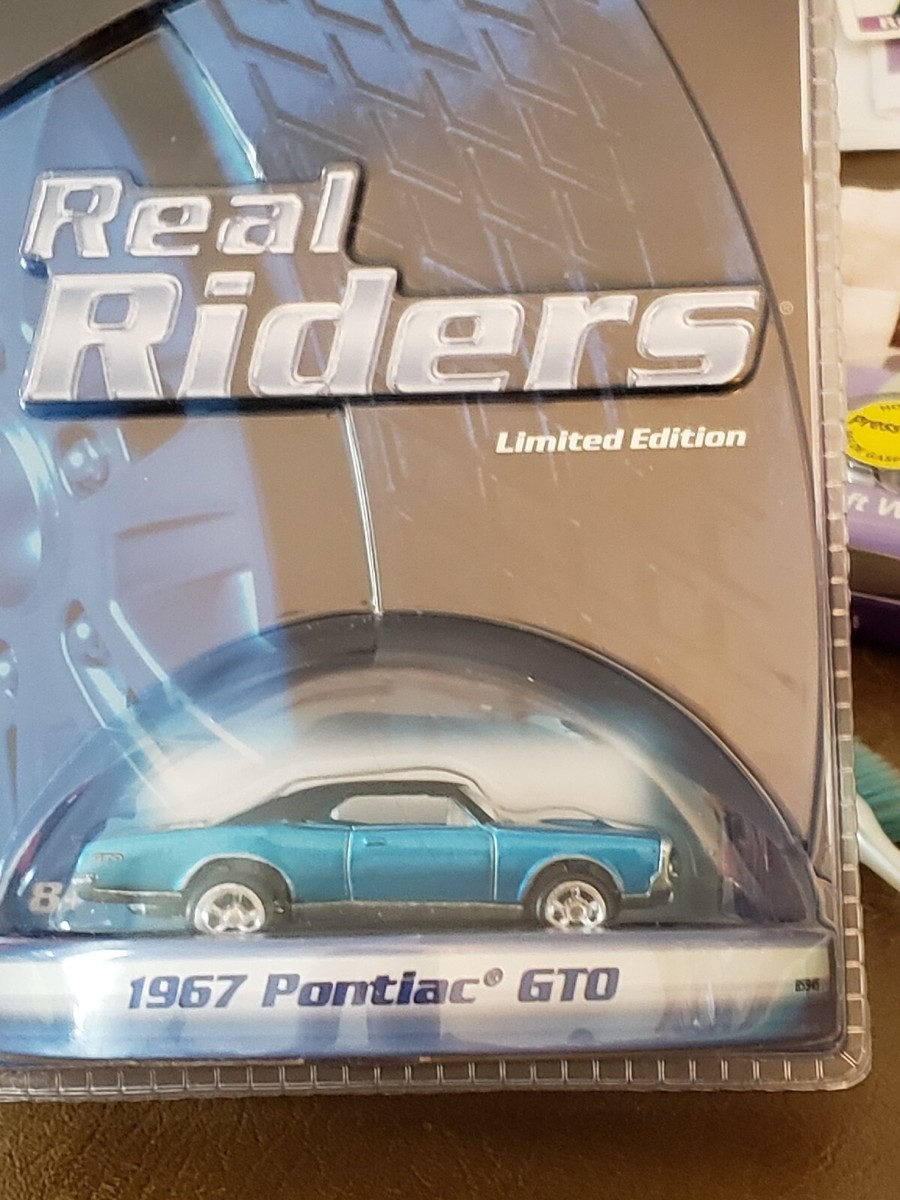 Real
Riders®
Limited Edition
GTO
8
1967 Pontiac® GTO